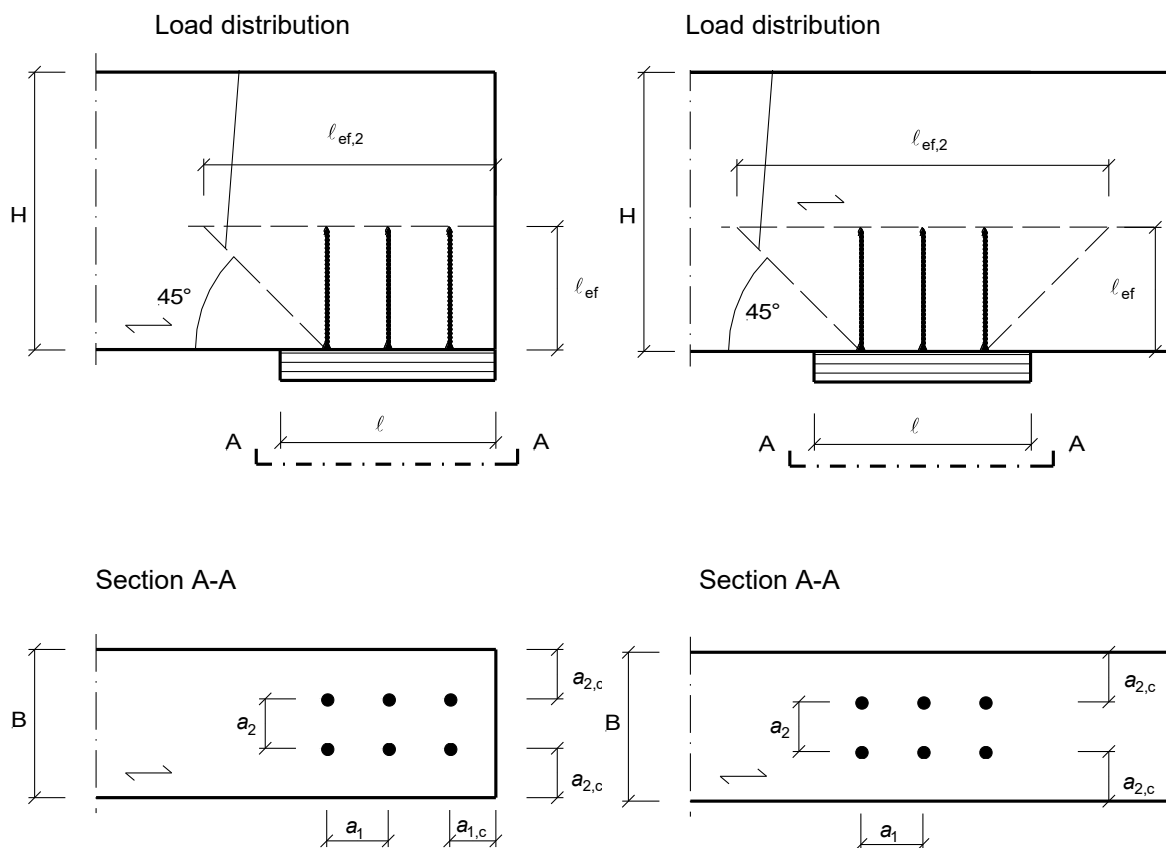 Load distribution
Load distribution
ℓef,2
ℓef,2
H
H
45°
ℓef
45°
ℓef
ℓ
ℓ
A
A
A
A
Section A-A
Section A-A
B
a2
a2,c
a2,c
B
a2
a2,c
a2,c
a1
a1,c
a1